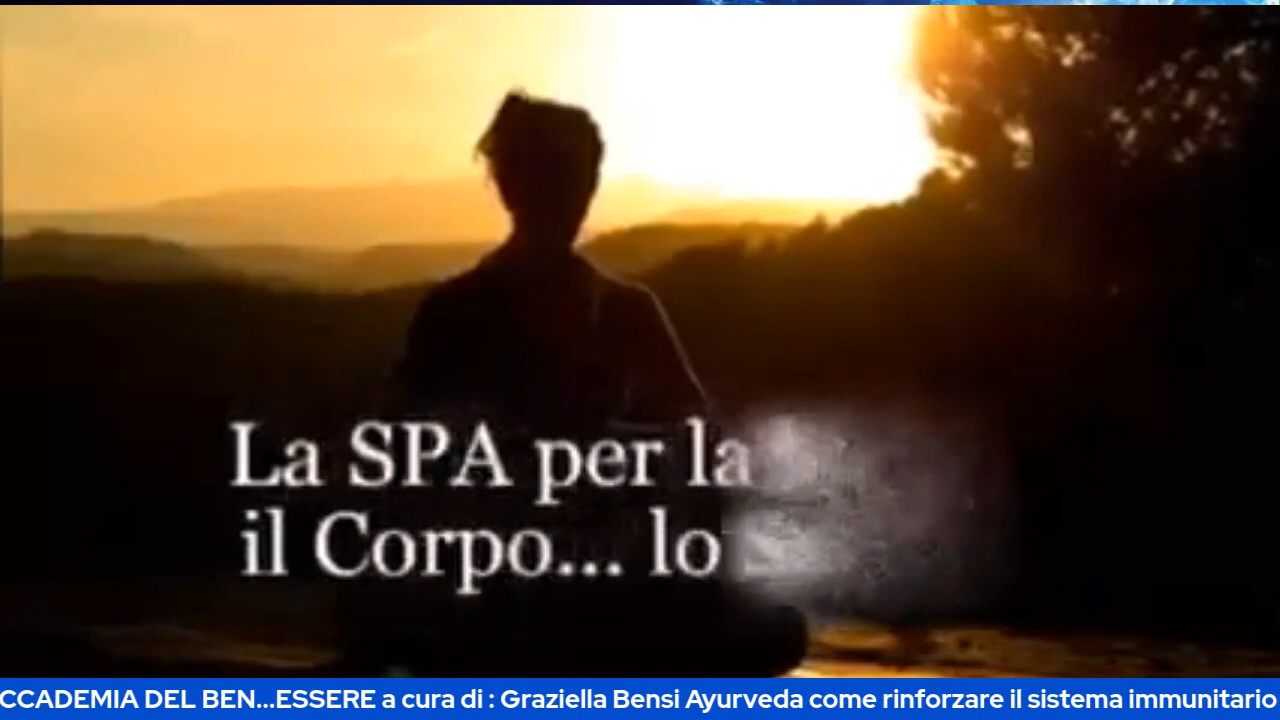 La SPA per la
il Corpo... lo
CCADEMIA DEL BEN...ESSERE a cura di : Graziella Bensi Ayurveda come rinforzare il sistema immunitario